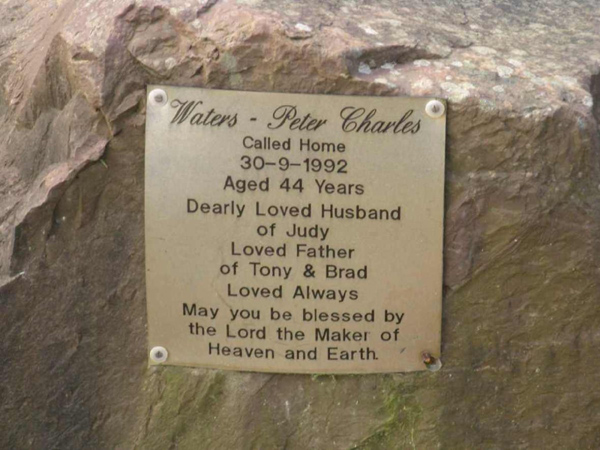 Waters - Peter Charles
Called Home
30-9-1992
Aged 44 Years
Dearly Loved Husband
of Judy
Loved Father
of Tony & Brad
Loved Always
May you be blessed by
the Lord the Maker of
Heaven and Earth.